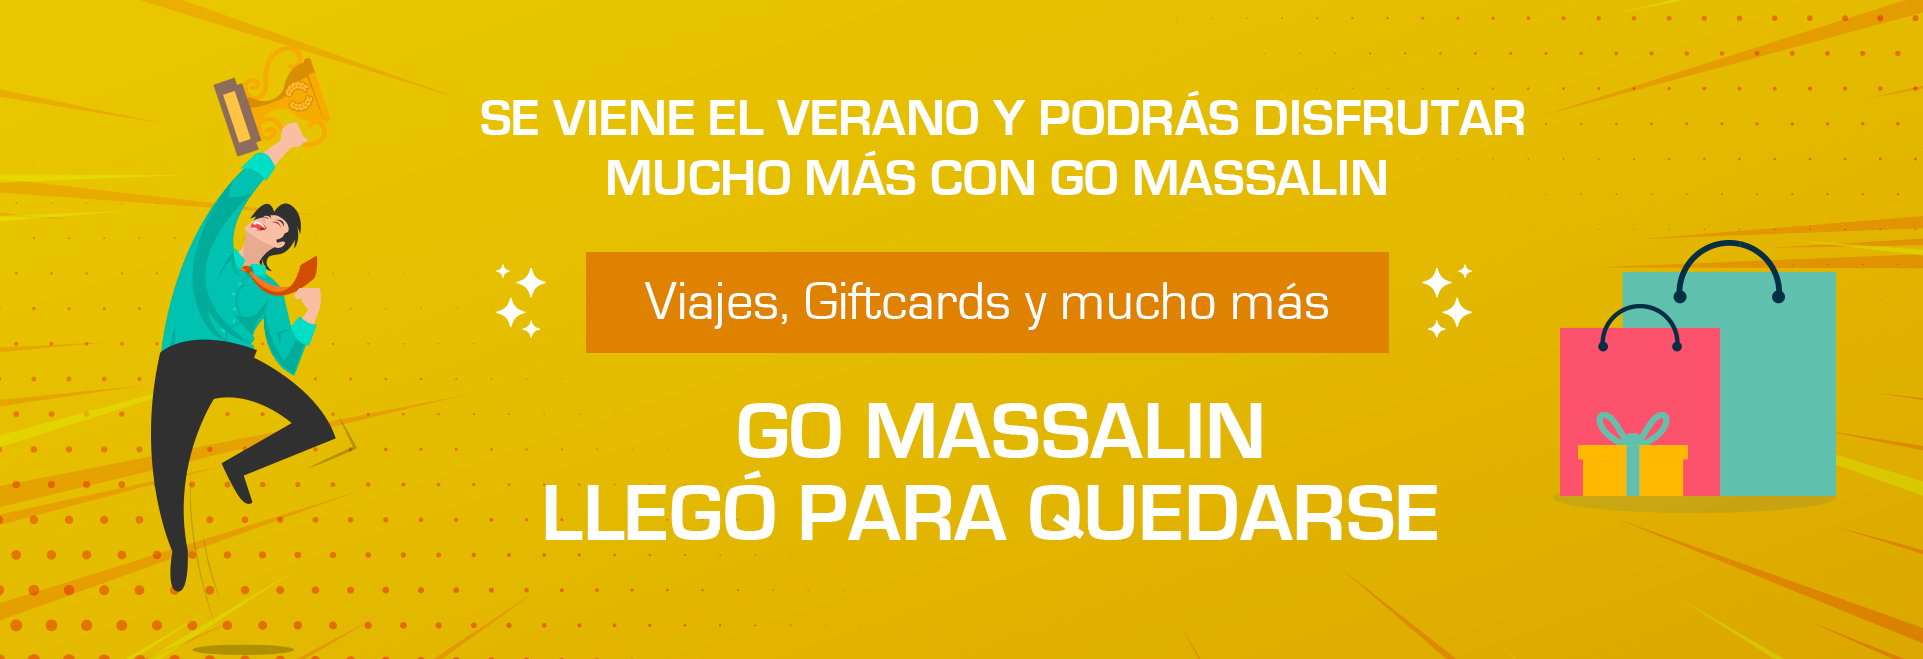 SE VIENE EL VERANO Y PODRÁS DISFRUTAR
MUCHO MÁS CON GO MASSALIN
Viajes, Giftcards y mucho más
GO MASSALIN
LLEGÓ PARA QUEDARSE